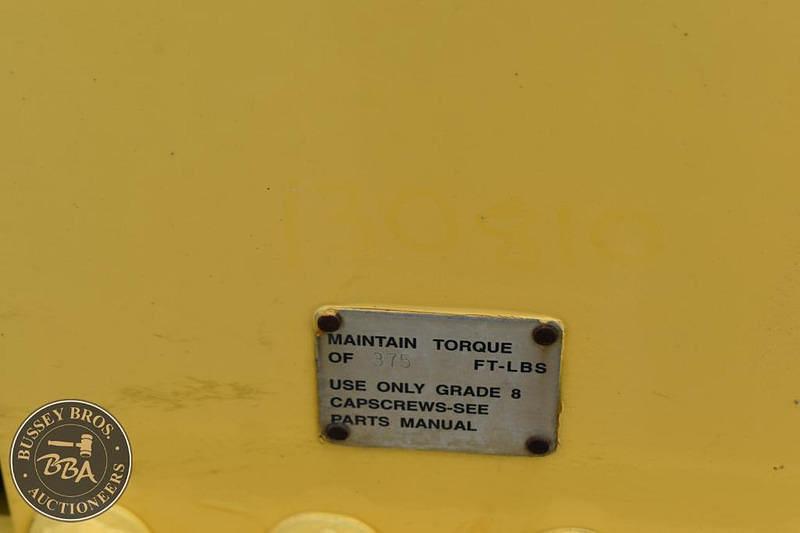 MAINTAIN TORQUE
OF 375 FT-LBS
USE ONLY GRADE 8
CAPSCREWS-SEE
PARTS MANUAL
BUSSEY BROS.
BBA
AUCTIONEERS